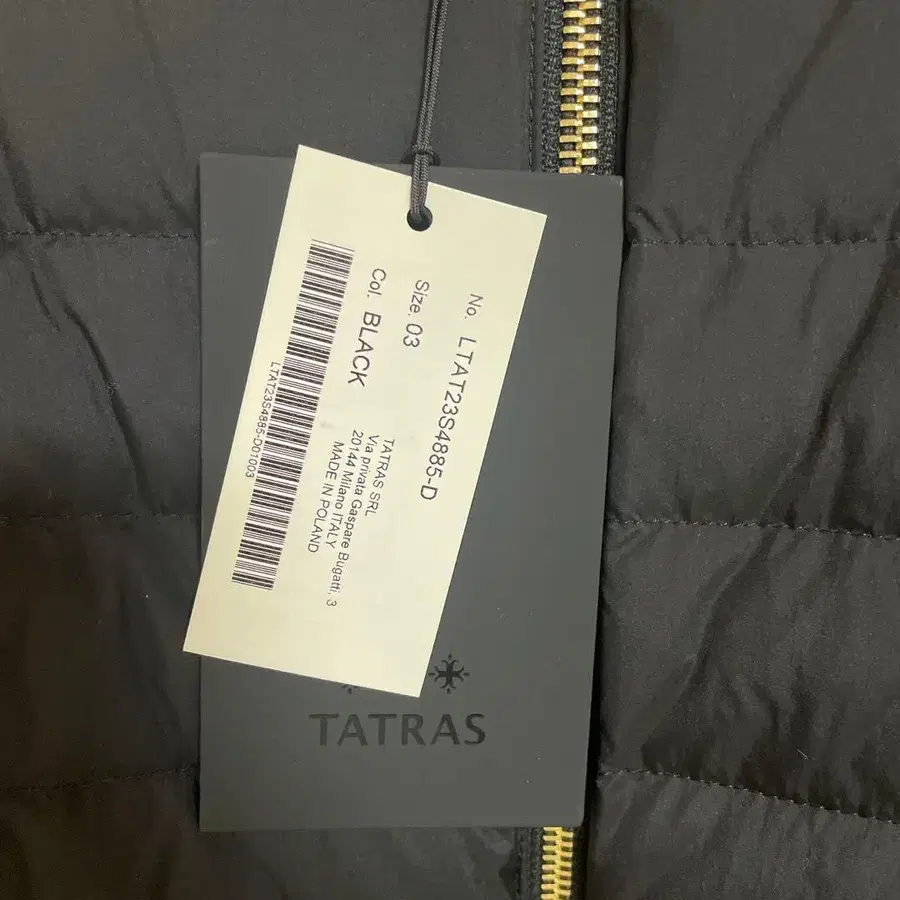 No. LTAT23S4885-D
Size. 03
Col. BLACK
TATRAS SRL
Via privata Gaspare Bugatti, 3
20144 Milano ITALY
MADE IN POLAND
LTAT23S4885-D01003
TATRAS